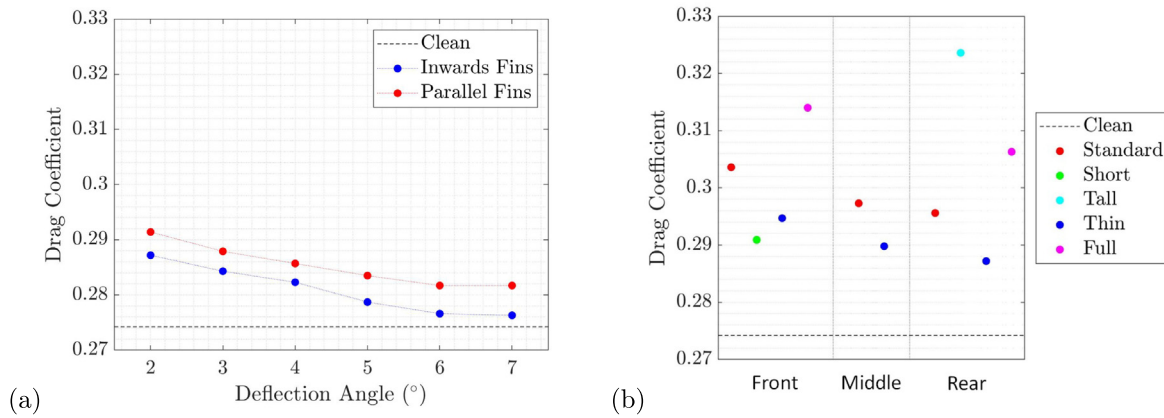 0.33
0.32
0.31
0.3
0.29
0.28
0.27
Drag Coefficient
Clean
Inwards Fins
Parallel Fins
2 3 4 5 6 7
Deflection Angle (°)
(a)
0.33
0.32
0.31
0.3
0.29
0.28
0.27
Drag Coefficient
Front Middle Rear
Clean
Standard
Short
Tall
Thin
Full
(b)